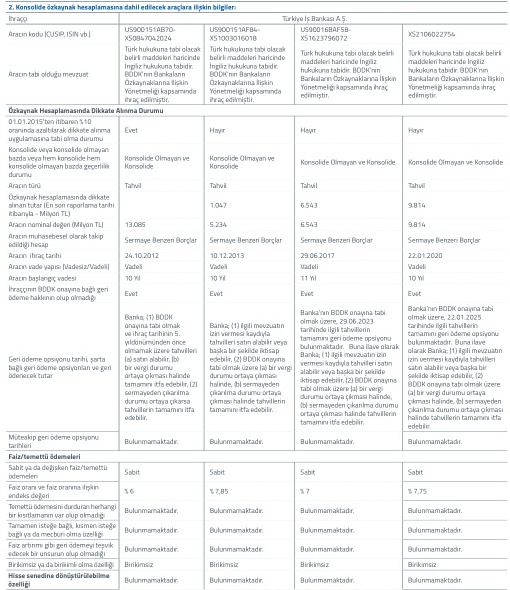 2. Konsolide özkaynak hesaplamasına dahil edilecek araçlara ilişkin bilgiler:
İhraççı Türkiye İş Bankası A.Ş.
Aracın kodu (CUSIP, ISIN vb.) US900151AB70-XS0847042024 US900151AF84-XS1003016018 US90016BAF58-XS1623796072 XS2106022754
Aracın tabi olduğu mevzuat
Türk hukukuna tabi olacak belirli maddeleri haricinde İngiliz hukukuna tabidir. BDDK'nın Bankaların Özkaynaklarına İlişkin Yönetmeliği kapsamında ihraç edilmiştir.
Türk hukukuna tabi olacak belirli maddeleri haricinde İngiliz hukukuna tabidir. BDDK'nın Bankaların Özkaynaklarına İlişkin Yönetmeliği kapsamında ihraç edilmiştir.
Türk hukukuna tabi olacak belirli maddeleri haricinde İngiliz hukukuna tabidir. BDDK'nın Bankaların Özkaynaklarına İlişkin Yönetmeliği kapsamında ihraç edilmiştir.
Türk hukukuna tabi olacak belirli maddeleri haricinde İngiliz hukukuna tabidir. BDDK'nın Bankaların Özkaynaklarına İlişkin Yönetmeliği kapsamında ihraç edilmiştir.
Özkaynak Hesaplamasında Dikkate Alınma Durumu
01.01.2015'ten itibaren %10 oranında azaltılarak dikkate alınma uygulamasına tabi olma durumu Evet Hayır Hayır Hayır
Konsolide veya konsolide olmayan bazda veya hem konsolide hem konsolide olmayan bazda geçerlilik durumu Konsolide Olmayan ve Konsolide Konsolide Olmayan ve Konsolide Konsolide Olmayan ve Konsolide Konsolide Olmayan ve Konsolide
Aracın türü Tahvil Tahvil Tahvil Tahvil
Özkaynak hesaplamasında dikkate alınan tutar (En son raporlama tarihi itibarıyla - Milyon TL) 1.047 6.543 9.814
Aracın nominal değeri (Milyon TL) 13.085 5.234 6.543 9.814
Aracın muhasebesel olarak takip edildiği hesap Sermaye Benzeri Borçlar Sermaye Benzeri Borçlar Sermaye Benzeri Borçlar Sermaye Benzeri Borçlar
Aracın ihraç tarihi 24.10.2012 10.12.2013 29.06.2017 22.01.2020
Aracın vade yapısı (Vadesiz/Vadeli) Vadeli Vadeli Vadeli Vadeli
Aracın başlangıç vadesi 10 Yıl 10 Yıl 11 Yıl 10 Yıl
İhraççının BDDK onayına bağlı geri ödeme hakkının olup olmadığı Evet Evet Evet Evet
Geri ödeme opsiyonu tarihi, şarta bağlı geri ödeme opsiyonları ve geri ödenecek tutar
Banka; (1) BDDK onayına tabi olmak ve ihraç tarihinin 5. yıldönümünden önce olmamak üzere tahvilleri (a) satın alabilir, (b) bir vergi durumu ortaya çıkması halinde tamamını itfa edebilir, (2) sermayeden çıkarılma durumu ortaya çıkarsa tahvillerin tamamını itfa edebilir.
Banka; (1) ilgili mevzuatın izin vermesi kaydıyla tahvilleri satın alabilir veya başka bir şekilde iktisap edebilir, (2) BDDK onayına tabi olmak üzere (a) bir vergi durumu ortaya çıkması halinde, (b) sermayeden çıkarılma durumu ortaya çıkması halinde tahvillerin tamamını itfa edebilir.
Banka'nın BDDK onayına tabi olmak üzere, 29.06.2023 tarihinde ilgili tahvillerin tamamını geri ödeme opsiyonu bulunmaktadır. Buna ilave olarak Banka; (1) ilgili mevzuatın izin vermesi kaydıyla tahvilleri satın alabilir veya başka bir şekilde iktisap edebilir, (2) BDDK onayına tabi olmak üzere (a) bir vergi durumu ortaya çıkması halinde, (b) sermayeden çıkarılma durumu ortaya çıkması halinde tahvillerin tamamını itfa edebilir.
Banka'nın BDDK onayına tabi olmak üzere, 22.01.2025 tarihinde ilgili tahvillerin tamamını geri ödeme opsiyonu bulunmaktadır. Buna ilave olarak Banka; (1) ilgili mevzuatın izin vermesi kaydıyla tahvilleri satın alabilir veya başka bir şekilde iktisap edebilir, (2) BDDK onayına tabi olmak üzere (a) bir vergi durumu ortaya çıkması halinde, (b) sermayeden çıkarılma durumu ortaya çıkması halinde tahvillerin tamamını itfa edebilir.
Müteakip geri ödeme opsiyonu tarihleri Bulunmamaktadır. Bulunmamaktadır. Bulunmamaktadır. Bulunmamaktadır.
Faiz/temettü ödemeleri
Sabit ya da değişken faiz/temettü ödemeleri Sabit Sabit Sabit Sabit
Faiz oranı ve faiz oranına ilişkin endeks değeri % 6 % 7,85 % 7 % 7,75
Temettü ödemesini durduran herhangi bir kısıtlamanın var olup olmadığı Bulunmamaktadır. Bulunmamaktadır. Bulunmamaktadır. Bulunmamaktadır.
Tamamen isteğe bağlı, kısmen isteğe bağlı ya da mecburi olma özelliği Bulunmamaktadır. Bulunmamaktadır. Bulunmamaktadır. Bulunmamaktadır.
Faiz artırımı gibi geri ödemeyi teşvik edecek bir unsurun olup olmadığı Bulunmamaktadır. Bulunmamaktadır. Bulunmamaktadır. Bulunmamaktadır.
Birikimsiz ya da birikimli olma özelliği Birikimsiz Birikimsiz Birikimsiz Birikimsiz
Hisse senedine dönüştürülebilme özelliği Bulunmamaktadır. Bulunmamaktadır. Bulunmamaktadır. Bulunmamaktadır.